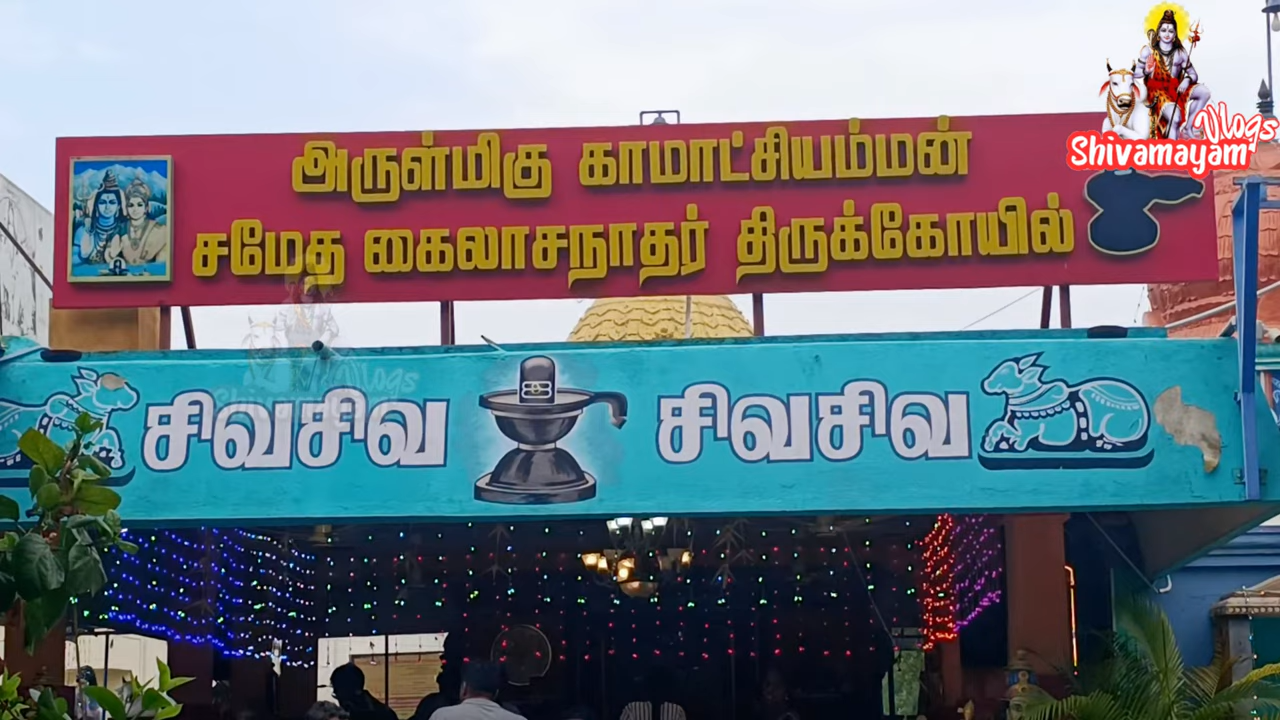 அருள்மிகு காமாட்சியம்மன்
சமேத கைலாசநாதர் திருக்கோயில்
சிவசிவ சிவசிவ
Vlogs
Shivamayam